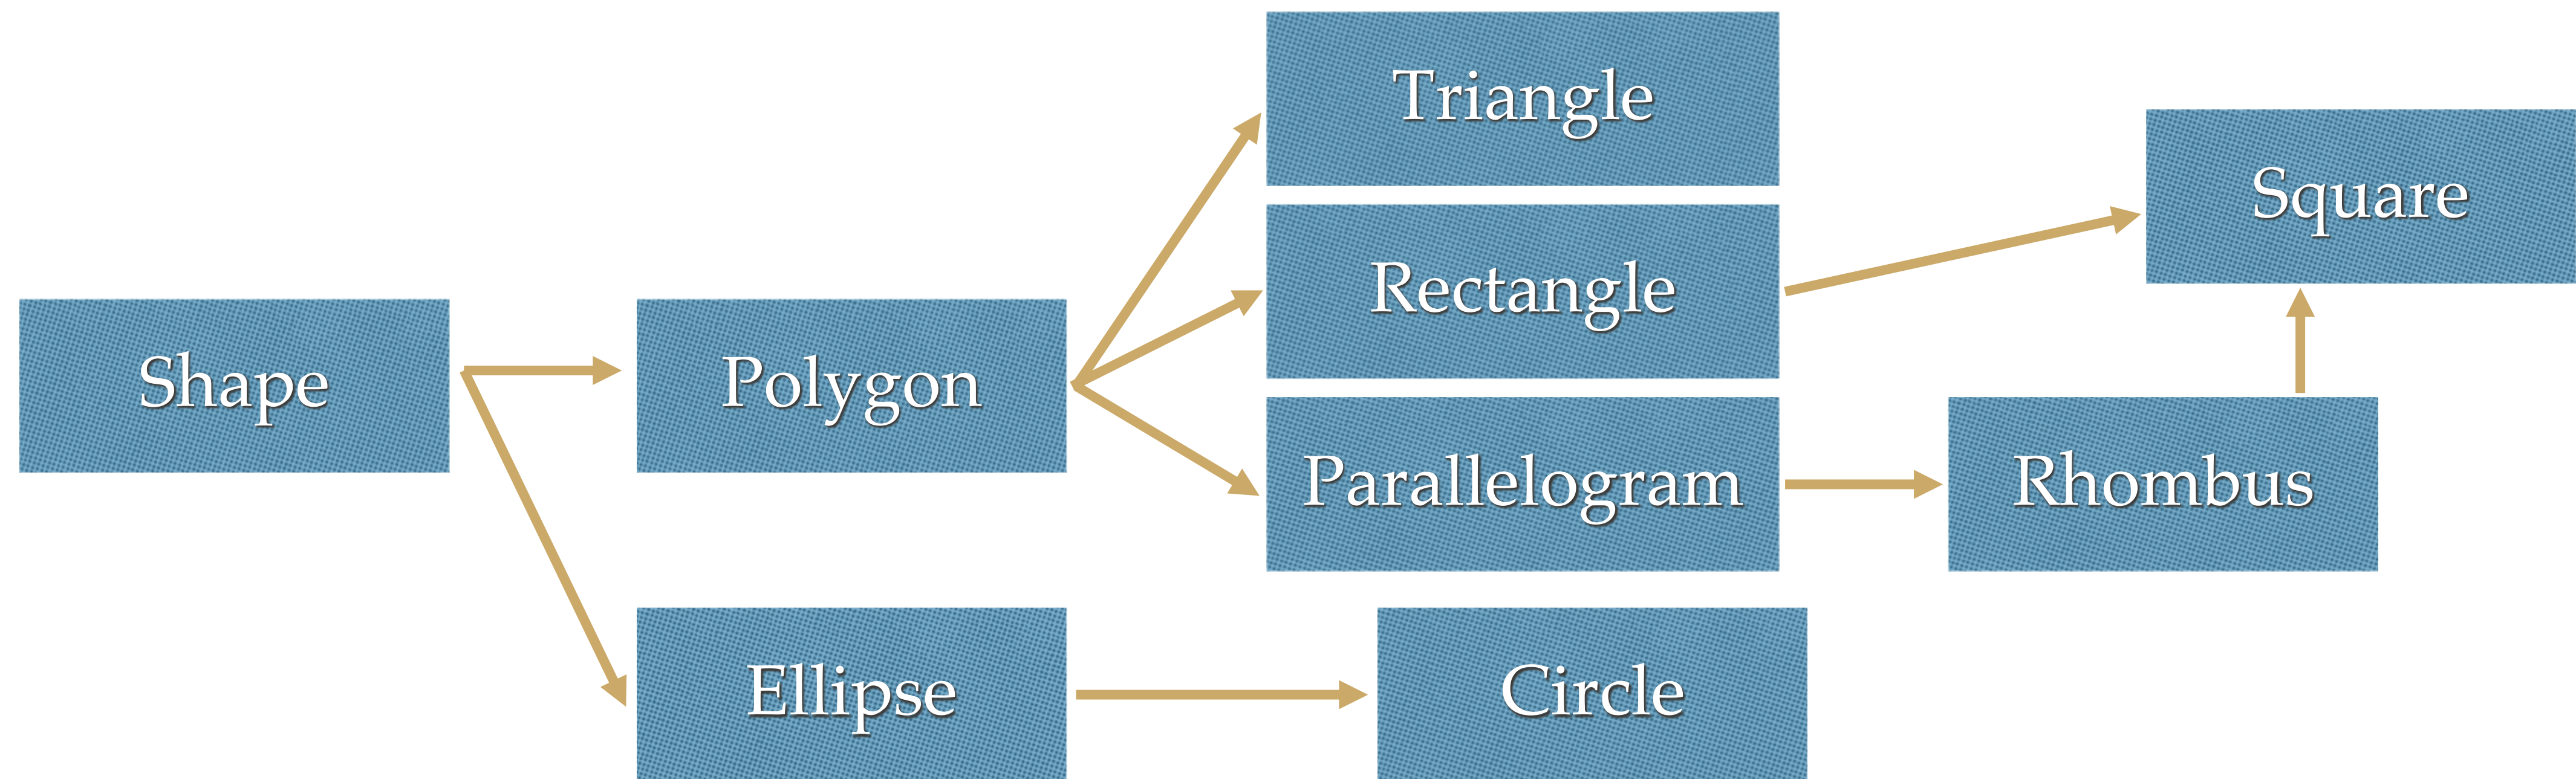 Triangle
Square
Rectangle
Shape
Polygon
Parallelogram
Rhombus
Ellipse
Circle